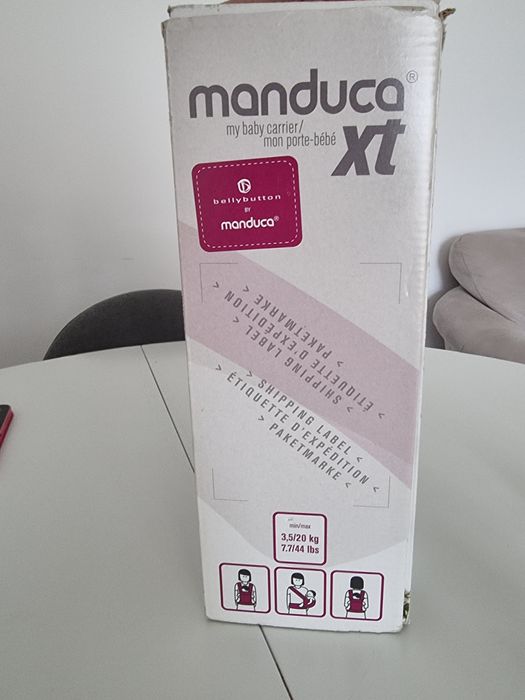 manduca®
my baby carrier/
mon porte-bébé
xt
bellybutton
BY
manduca®
> PAKETMARKE <
> ÉTIQUETTE D'EXPÉDITION <
> SHIPPING LABEL <
> SHIPPING LABEL <
> ÉTIQUETTE D'EXPÉDITION <
> PAKETMARKE <
min/max
3,5/20 kg
7.7/44 lbs